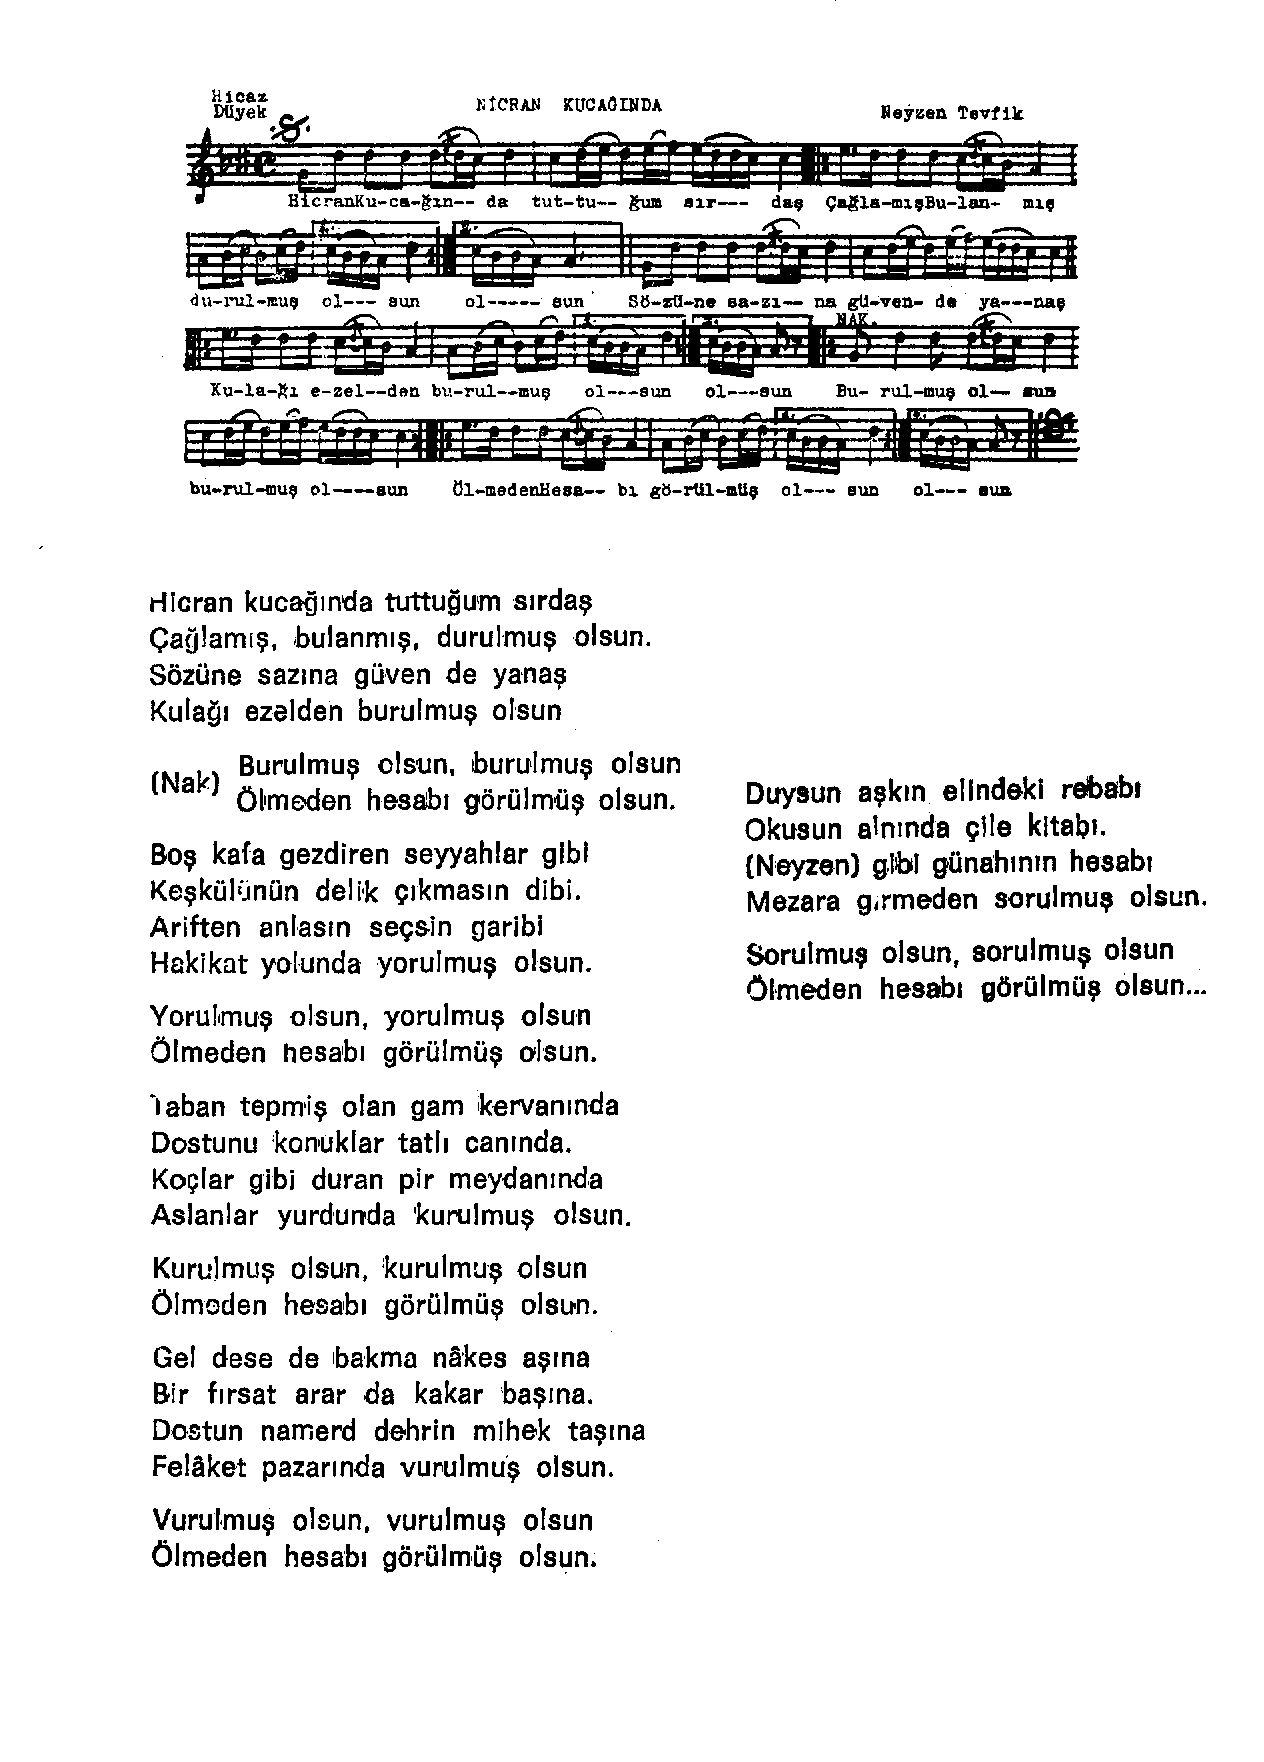 Hicaz
Düyek
HİCRAN KUCAĞINDA
Neyzen Tevfik
HicranKu-ca-ğın-- da tut-tu-- ğum sır--- daş Çağla-mışBu-lan- mış
du-rul-muş ol--- sun ol----- sun Sö-zü-ne sa-zı-- na gü-ven- de ya---naş
NAK.
Ku-la-ğı e-zel--den bu-rul--muş ol---sun ol---sun Bu- rul-muş ol-- sun
bu-rul-muş ol----sun Öl-medenHesa-- bı gö-rül-müş ol--- sun ol--- sun
Hicran kucağında tuttuğum sırdaş
Çağlamış, bulanmış, durulmuş olsun.
Sözüne sazına güven de yanaş
Kulağı ezelden burulmuş olsun
(Nak) Burulmuş olsun, burulmuş olsun
Ölmeden hesabı görülmüş olsun.
Boş kafa gezdiren seyyahlar gibi
Keşkülünün delik çıkmasın dibi.
Ariften anlasın seçsin garibi
Hakikat yolunda yorulmuş olsun.
Yorulmuş olsun, yorulmuş olsun
Ölmeden hesabı görülmüş olsun.
Taban tepmiş olan gam kervanında
Dostunu konuklar tatlı canında.
Koçlar gibi duran pir meydanında
Aslanlar yurdunda kurulmuş olsun.
Kurulmuş olsun, kurulmuş olsun
Ölmeden hesabı görülmüş olsun.
Gel dese de bakma nâkes aşına
Bir fırsat arar da kakar başına.
Dostun namerd dehrin mihek taşına
Felâket pazarında vurulmuş olsun.
Vurulmuş olsun, vurulmuş olsun
Ölmeden hesabı görülmüş olsun.
Duysun aşkın elindeki rebabı
Okusun alnında çile kitabı.
(Neyzen) gibi günahının hesabı
Mezara girmeden sorulmuş olsun.
Sorulmuş olsun, sorulmuş olsun
Ölmeden hesabı görülmüş olsun...